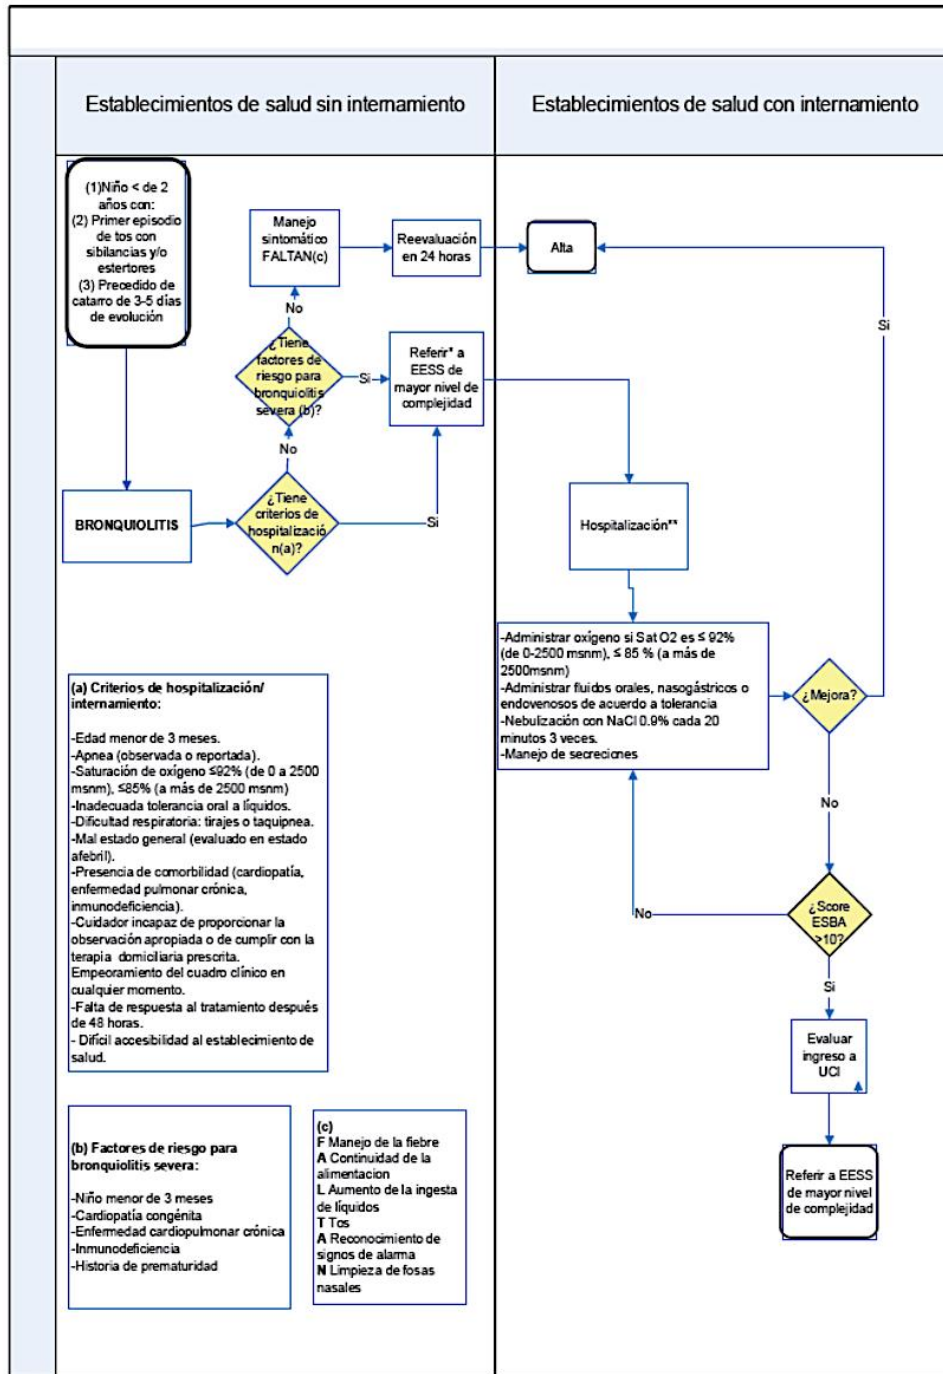 Establecimientos de salud sin internamiento
Establecimientos de salud con internamiento
(1)Niño < de 2
años con:
(2) Primer episodio
de tos con
sibilancias y/o
estertores
(3) Precedido de
catarro de 3-5 días
de evolución
BRONQUIOLITIS
¿Tiene
criterios de
hospitalizació
n(a)?
No
Si
¿Tiene
factores de
riesgo para
bronquiolitis
severa (b)?
No
Si
Manejo
sintomático
FALTAN(c)
Reevaluación
en 24 horas
Referir* a
EESS de
mayor nivel de
complejidad
Alta
Si
Hospitalización**
-Administrar oxígeno si Sat O2 es ≤ 92%
(de 0-2500 msnm), ≤ 85 % (a más de
2500msnm)
-Administrar fluidos orales, nasogástricos o
endovenosos de acuerdo a tolerancia
-Nebulización con NaCl 0.9% cada 20
minutos 3 veces.
-Manejo de secreciones
¿Mejora?
No
¿Score
ESBA
>10?
No
Si
Evaluar
ingreso a
UCI
Referir a EESS
de mayor nivel
de complejidad
(a) Criterios de hospitalización/
internamiento:
-Edad menor de 3 meses.
-Apnea (observada o reportada).
-Saturación de oxígeno ≤92% (de 0 a 2500
msnm), ≤85% (a más de 2500 msnm)
-Inadecuada tolerancia oral a líquidos.
-Dificultad respiratoria: tirajes o taquipnea.
-Mal estado general (evaluado en estado
afebril).
-Presencia de comorbilidad (cardiopatía,
enfermedad pulmonar crónica,
inmunodeficiencia).
-Cuidador incapaz de proporcionar la
observación apropiada o de cumplir con la
terapia domiciliaria prescrita.
Empeoramiento del cuadro clínico en
cualquier momento.
-Falta de respuesta al tratamiento después
de 48 horas.
- Difícil accesibilidad al establecimiento de
salud.
(b) Factores de riesgo para
bronquiolitis severa:
-Niño menor de 3 meses
-Cardiopatía congénita
-Enfermedad cardiopulmonar crónica
-Inmunodeficiencia
-Historia de prematuridad
(c)
F Manejo de la fiebre
A Continuidad de la
alimentacion
L Aumento de la ingesta
de líquidos
T Tos
A Reconocimiento de
signos de alarma
N Limpieza de fosas
nasales